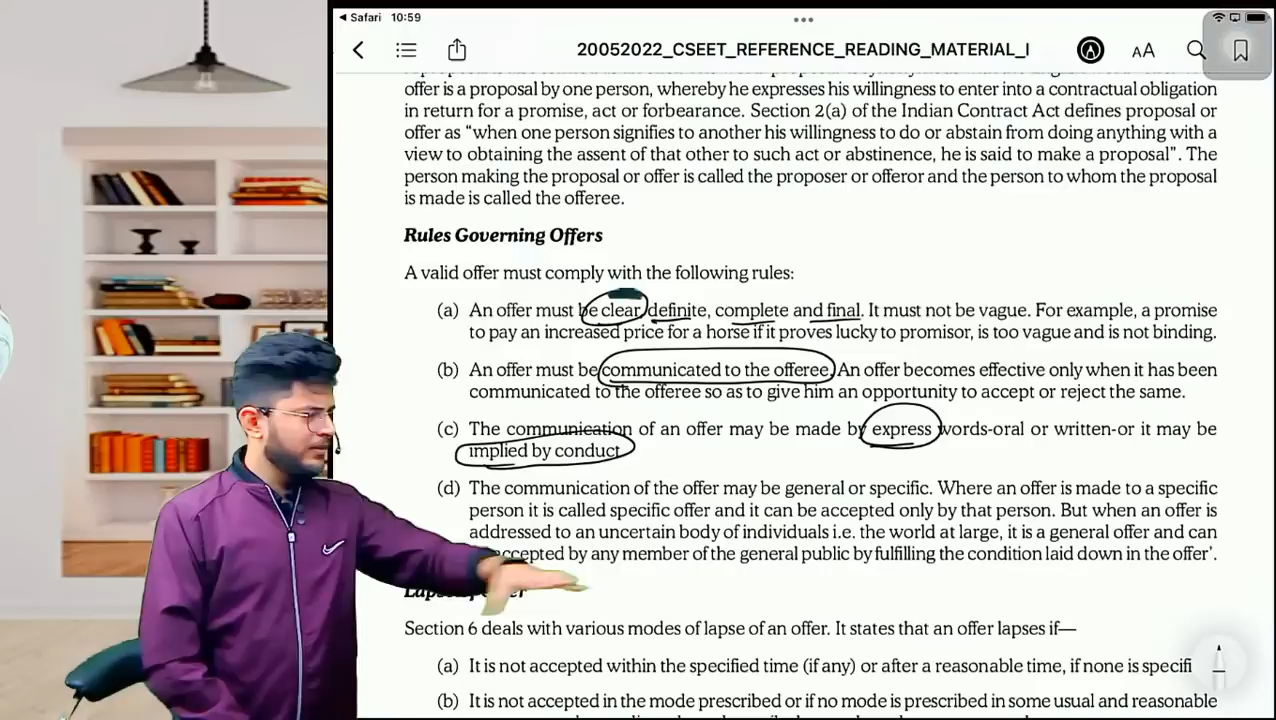 Safari 10:59
20052022_CSEET_REFERENCE_READING_MATERIAL_I
AA
offer is a proposal by one person, whereby he expresses his willingness to enter into a contractual obligation
in return for a promise, act or forbearance. Section 2(a) of the Indian Contract Act defines proposal or
offer as “when one person signifies to another his willingness to do or abstain from doing anything with a
view to obtaining the assent of that other to such act or abstinence, he is said to make a proposal”. The
person making the proposal or offer is called the proposer or offeror and the person to whom the proposal
is made is called the offeree.
Rules Governing Offers
A valid offer must comply with the following rules:
(a) An offer must be clear, definite, complete and final. It must not be vague. For example, a promise
to pay an increased price for a horse if it proves lucky to promisor, is too vague and is not binding.
(b) An offer must be communicated to the offeree. An offer becomes effective only when it has been
communicated to the offeree so as to give him an opportunity to accept or reject the same.
(c) The communication of an offer may be made by express words-oral or written-or it may be
implied by conduct.
(d) The communication of the offer may be general or specific. Where an offer is made to a specific
person it is called specific offer and it can be accepted only by that person. But when an offer is
addressed to an uncertain body of individuals i.e. the world at large, it is a general offer and can
accepted by any member of the general public by fulfilling the condition laid down in the offer’.
Section 6 deals with various modes of lapse of an offer. It states that an offer lapses if—
(a) It is not accepted within the specified time (if any) or after a reasonable time, if none is specifi
(b) It is not accepted in the mode prescribed or if no mode is prescribed in some usual and reasonable